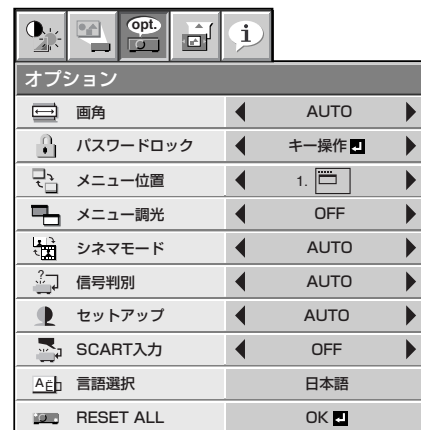 opt.
i
オプション
画角 AUTO
パスワードロック キー操作
メニュー位置 1.
メニュー調光 OFF
シネマモード AUTO
信号判別 AUTO
セットアップ AUTO
SCART入力 OFF
言語選択 日本語
RESET ALL OK